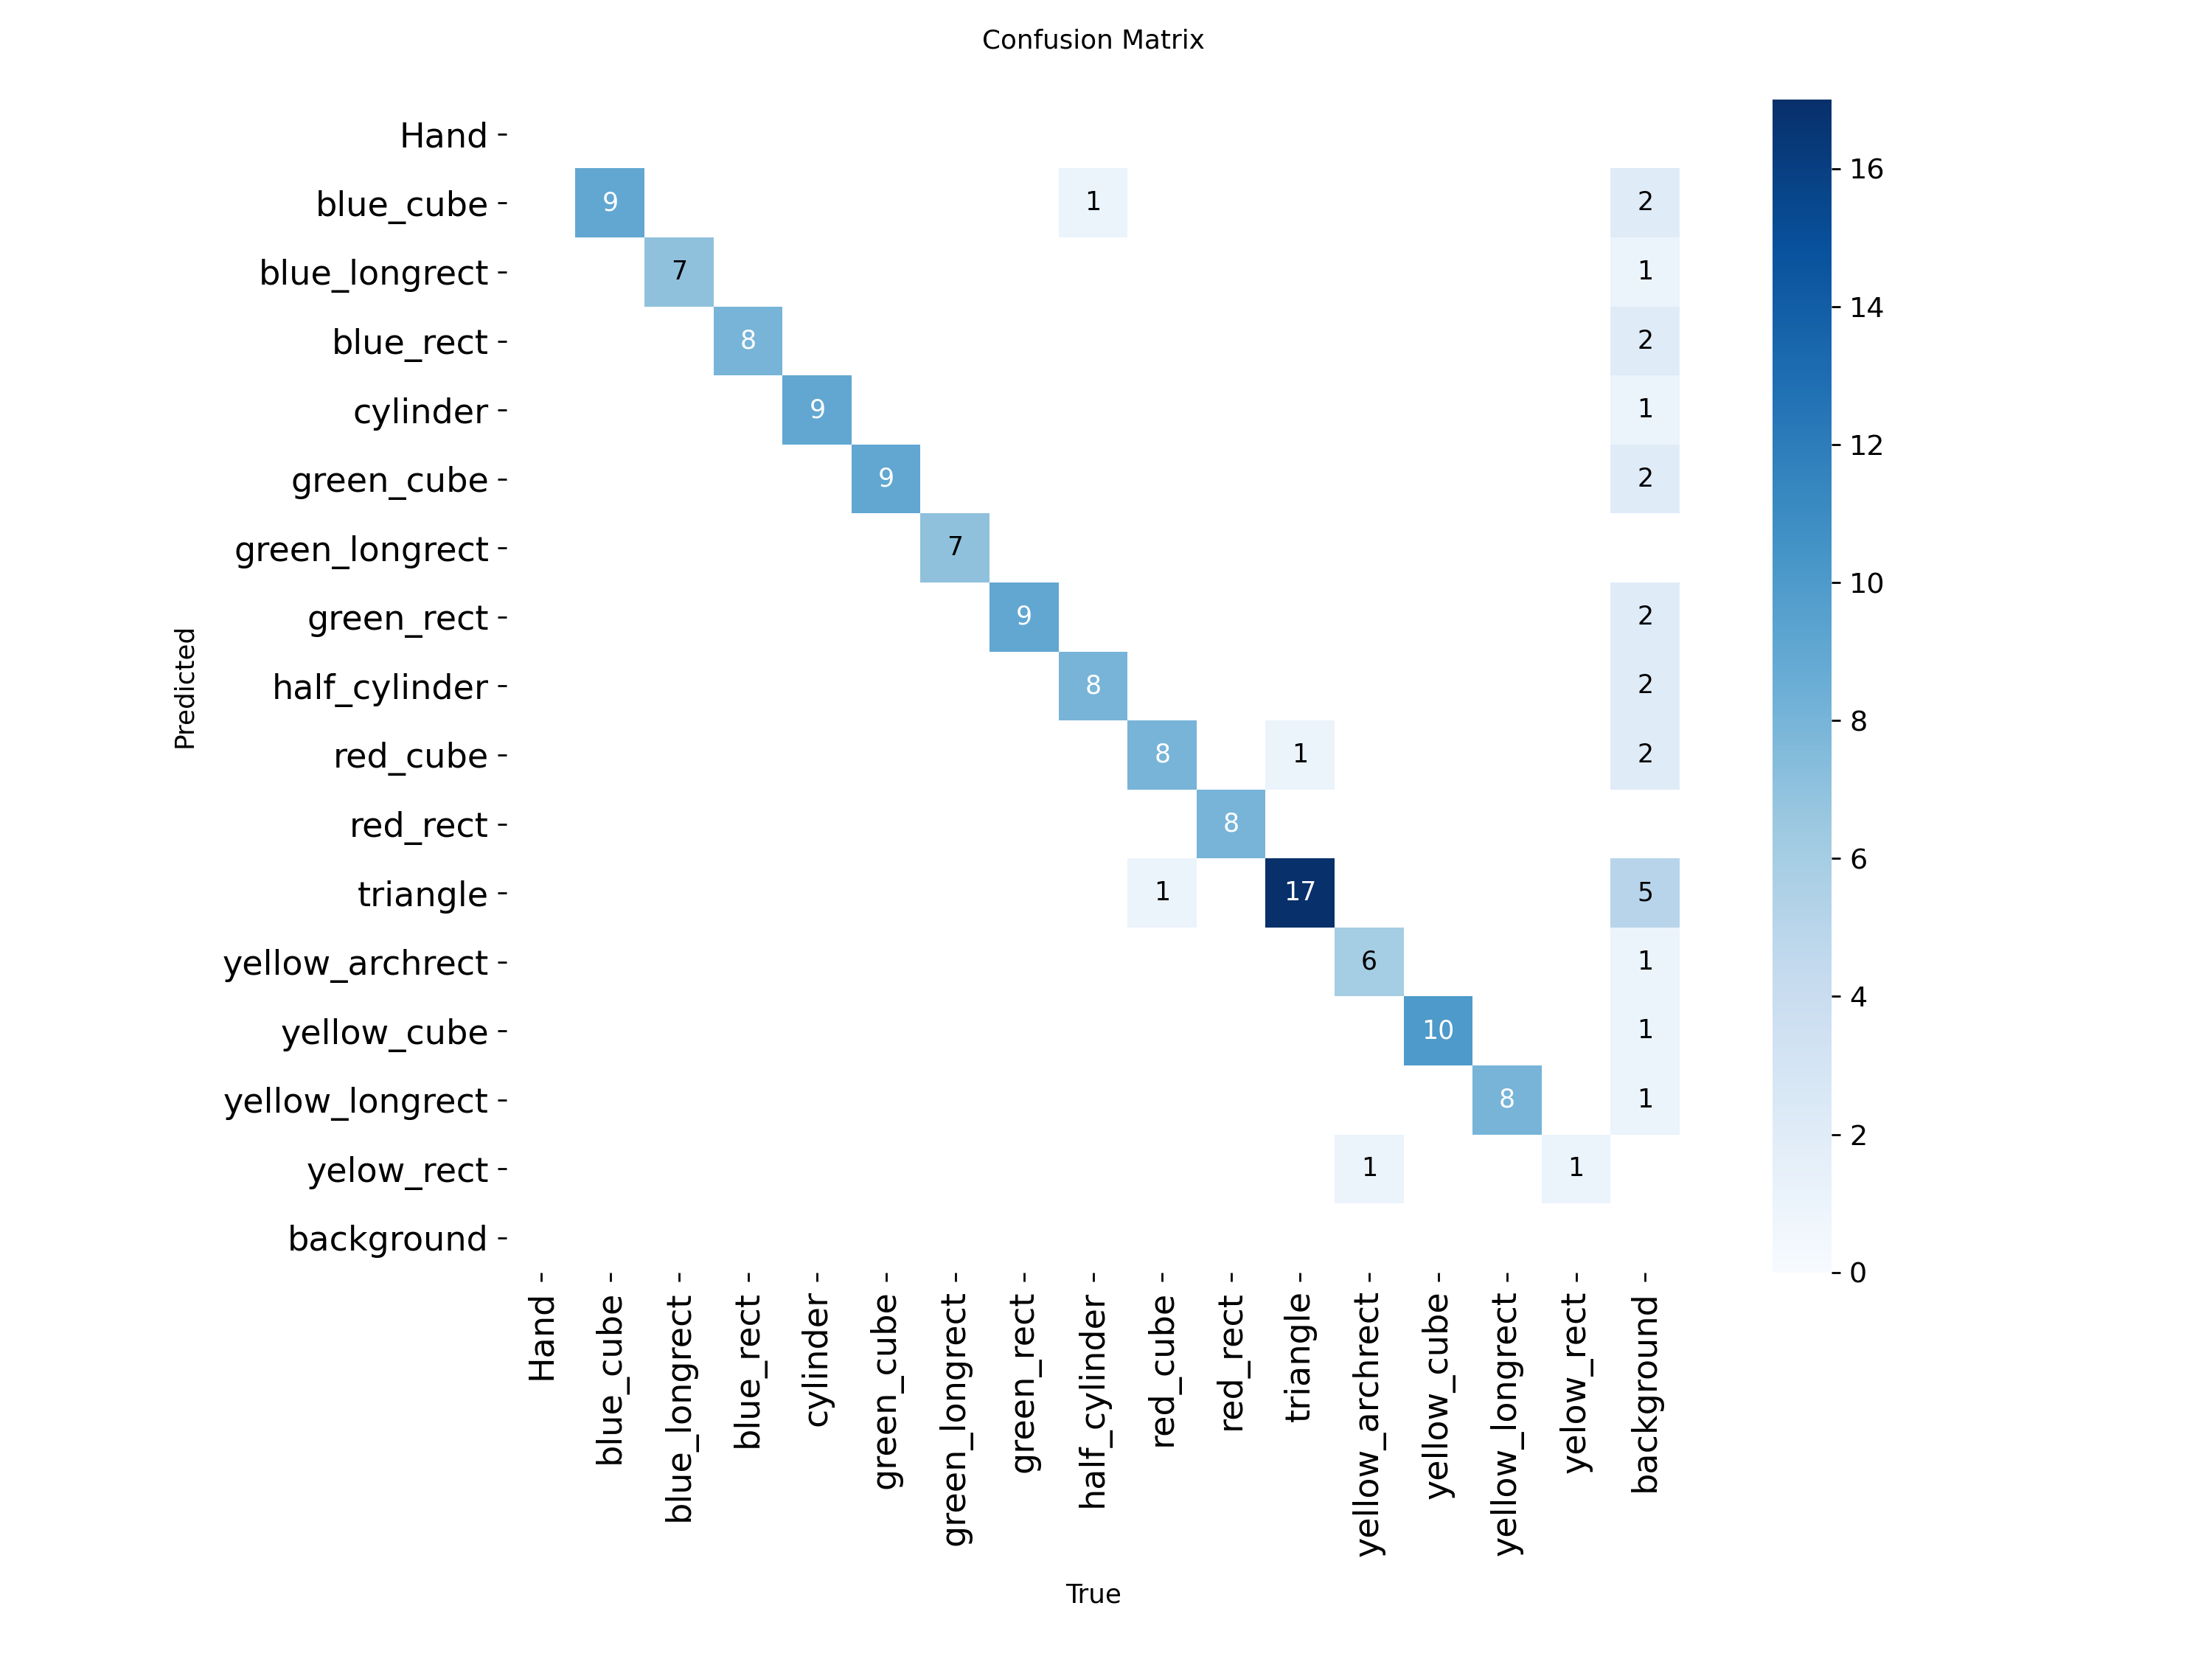 Confusion Matrix
Hand
blue_cube 9 1 2
blue_longrect 7 1
blue_rect 8 2
cylinder 9 1
green_cube 9 2
green_longrect 7
green_rect 9 2
half_cylinder 8 2
red_cube 8 1 2
red_rect 8
triangle 1 17 5
yellow_archrect 6 1
yellow_cube 10 1
yellow_longrect 8 1
yelow_rect 1 1
background
Predicted
Hand
blue_cube
blue_longrect
blue_rect
cylinder
green_cube
green_longrect
green_rect
half_cylinder
red_cube
red_rect
triangle
yellow_archrect
yellow_cube
yellow_longrect
yelow_rect
background
True
16
14
12
10
8
6
4
2
0